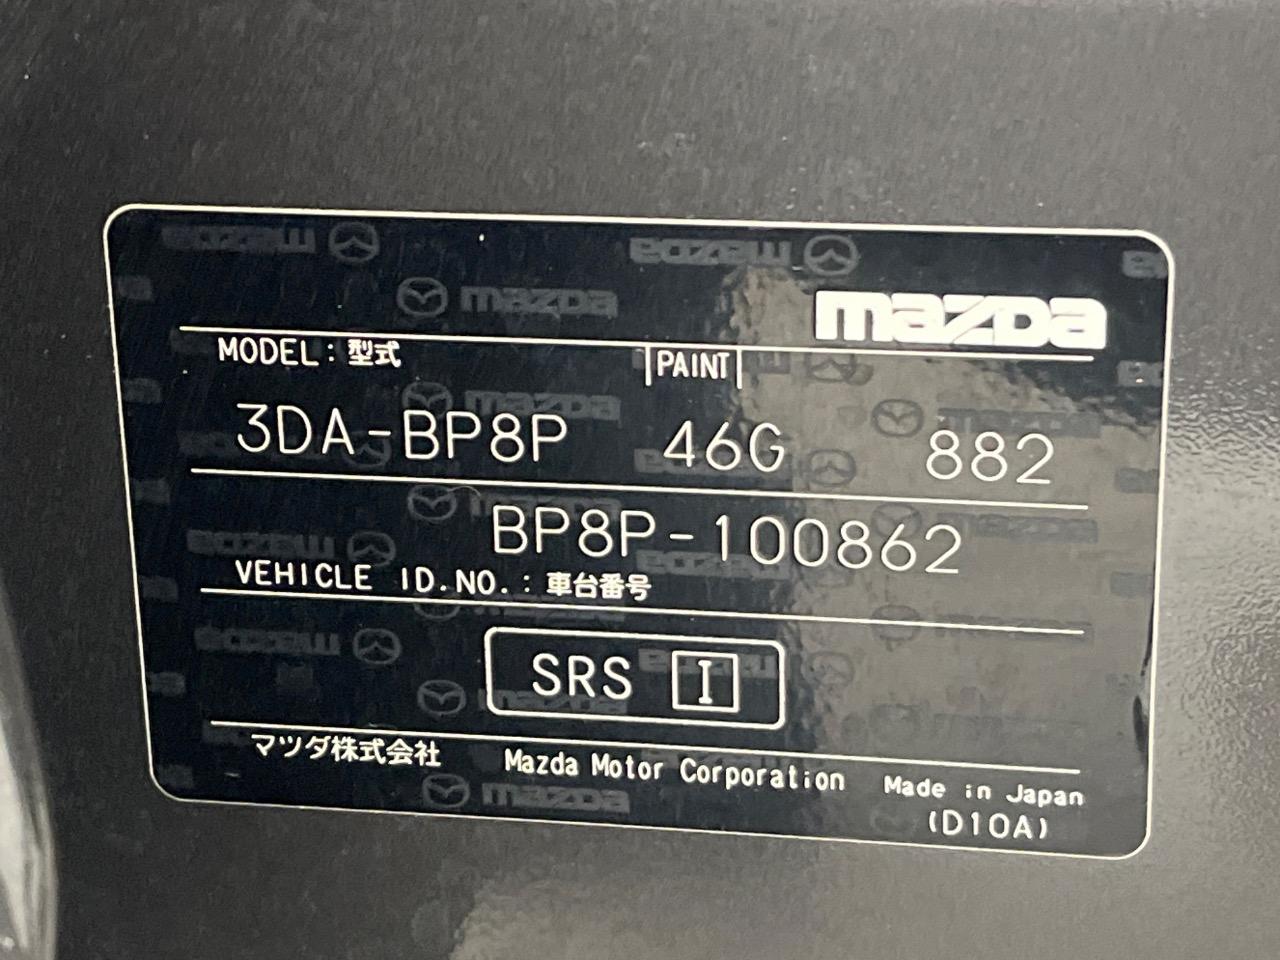 mazda
MODEL : 型式 PAINT
3DA-BP8P 46G 882
BP8P-100862
VEHICLE ID.NO. : 車台番号
SRS I
マツダ株式会社 Mazda Motor Corporation Made in Japan
(D10A)